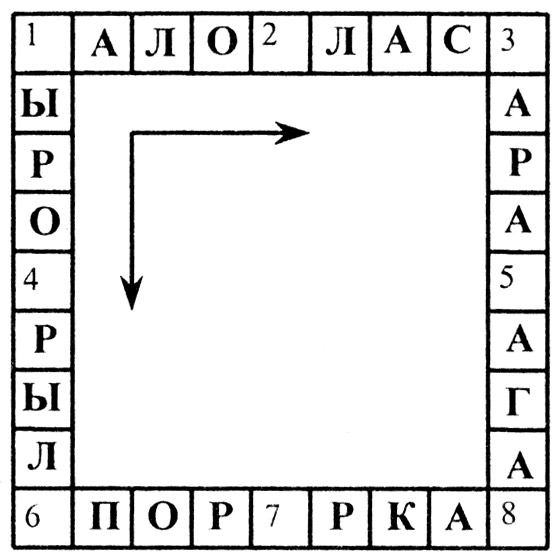 1 А Л О 2 Л А С 3
Ы А
Р Р
О А
4 5
Р А
Ы Г
Л А
6 П О Р 7 Р К А 8